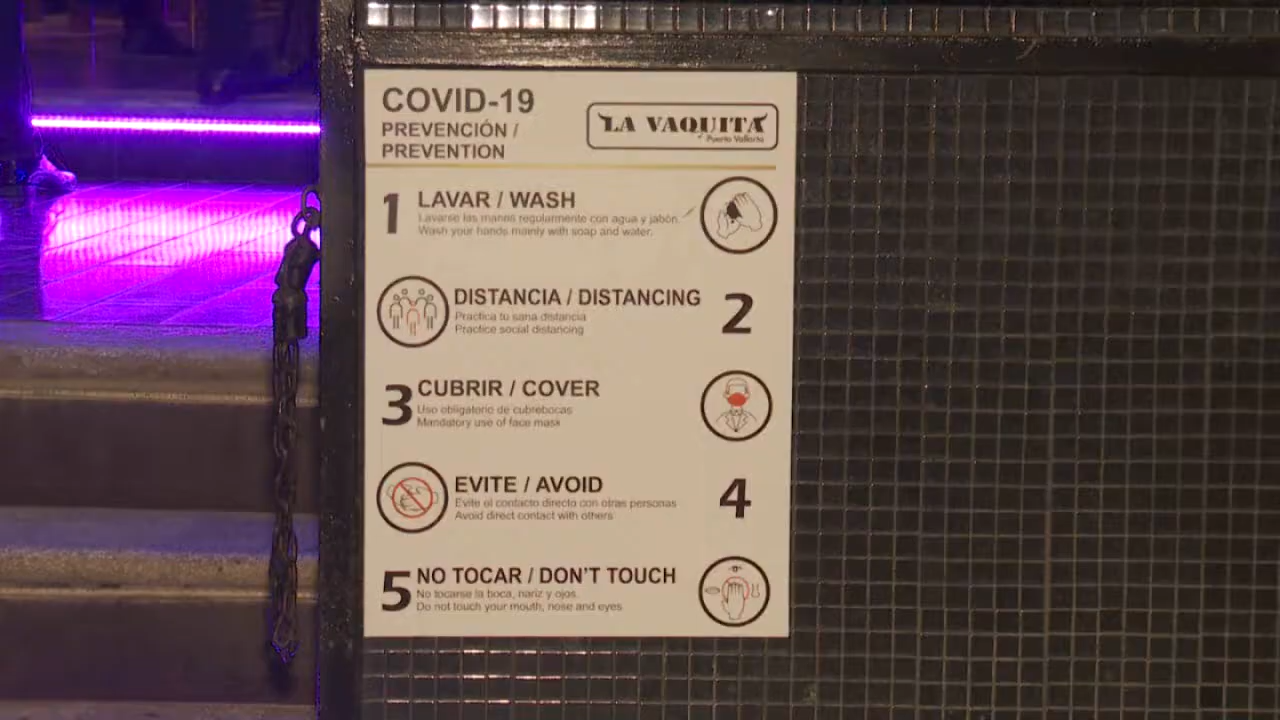 COVID-19
PREVENCIÓN /
PREVENTION
LA VAQUITA
Puerto Vallarta
1
LAVAR / WASH
Lavarse las manos regularmente con agua y jabón.
Wash your hands mainly with soap and water.
DISTANCIA / DISTANCING
Practica tu sana distancia
Practice social distancing
2
3
CUBRIR / COVER
Uso obligatorio de cubrebocas
Mandatory use of face mask
EVITE / AVOID
Evite el contacto directo con otras personas
Avoid direct contact with others
4
5
NO TOCAR / DON'T TOUCH
No tocarse la boca, nariz y ojos.
Do not touch your mouth, nose and eyes